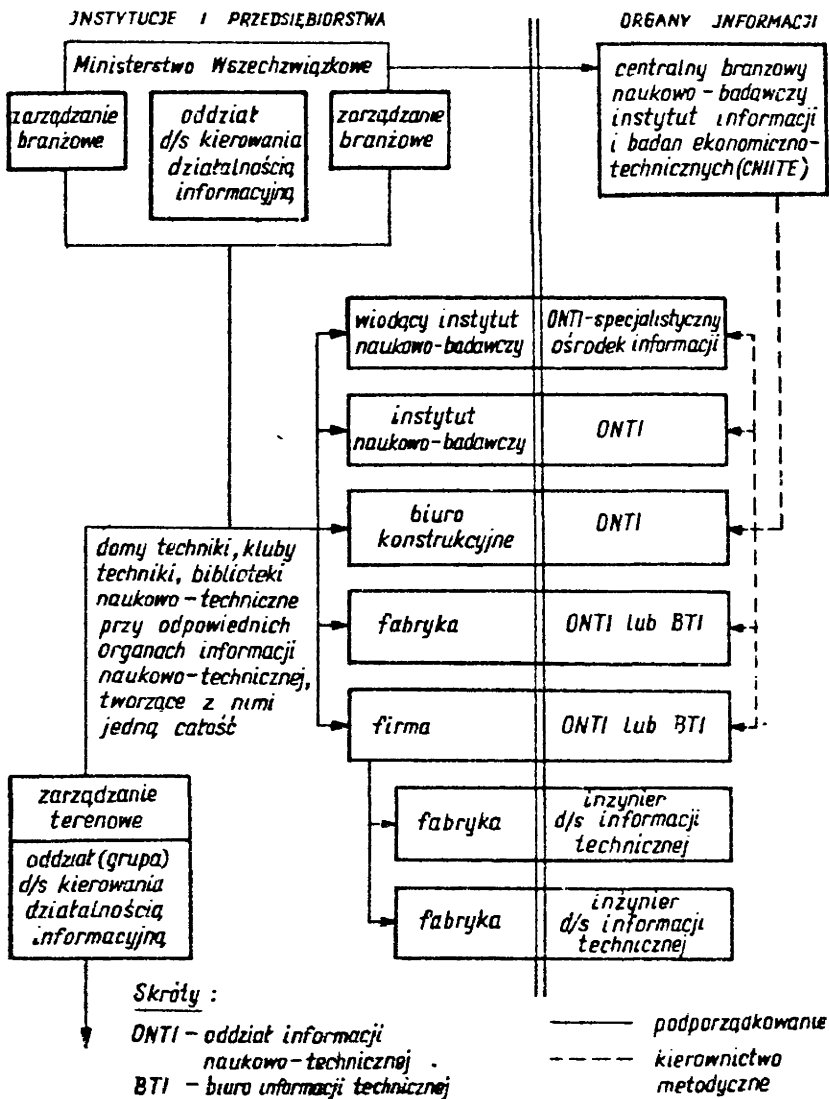 INSTYTUCJE I PRZEDSIĘBIORSTWA
ORGANY INFORMACJI
Ministerstwo Wszechzwiązkowe
zarządzanie
branżowe
oddział
d/s kierowania
działalnością
informacyjną
zarządzanie
branżowe
centralny branżowy
naukowo-badawczy
instytut informacji
i badan ekonomiczno-
technicznych (CNIITE)
wiodący instytut
naukowo-badawczy
ONTI-specjalistyczny
ośrodek informacji
instytut
naukowo-badawczy
ONTI
biuro
konstrukcyjne
ONTI
domy techniki, kluby
techniki, biblioteki
naukowo-techniczne
przy odpowiednich
organach informacji
naukowo-technicznej,
tworzące z nimi
jedną całość
fabryka
ONTI lub BTI
firma
ONTI lub BTI
fabryka
inżynier
d/s informacji
technicznej
fabryka
inżynier
d/s informacji
technicznej
zarządzanie
terenowe
oddział (grupa)
d/s kierowania
działalnością
informacyjną
Skróty :
ONTI - oddział informacji
naukowo-technicznej .
BTI - biuro informacji technicznej
podporządkowanie
kierownictwo
metodyczne